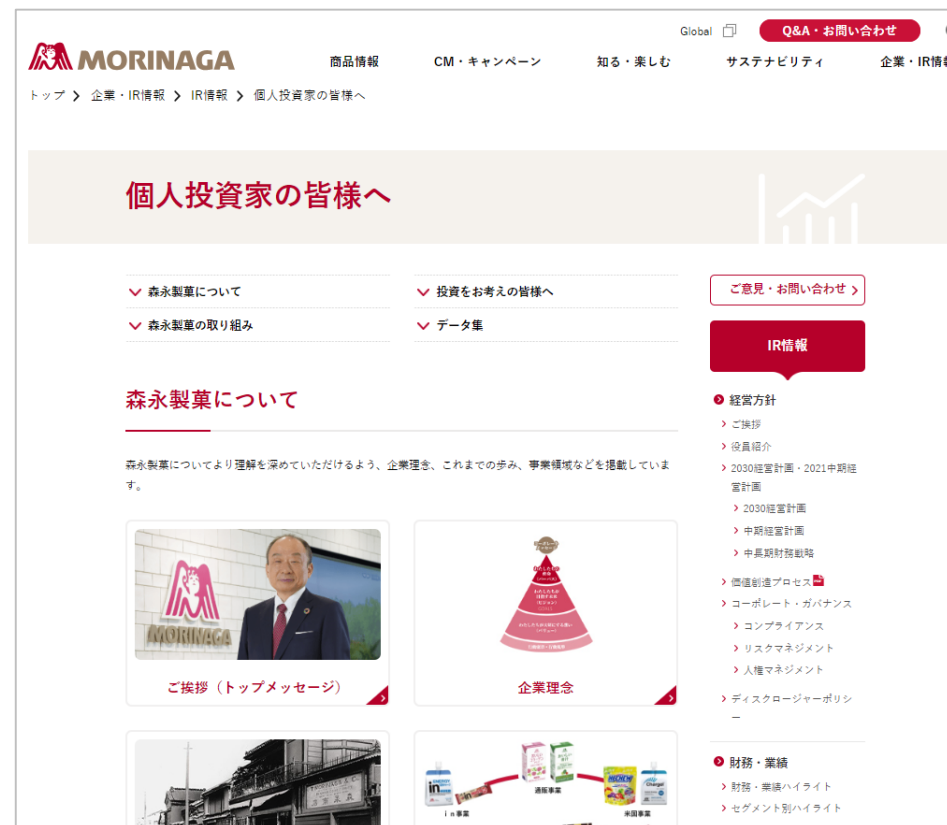 Global
Q&A・お問い合わせ
MORINAGA
商品情報
CM・キャンペーン
知る・楽しむ
サステナビリティ
企業・IR情報
トップ 企業・IR情報 IR情報 個人投資家の皆様へ
個人投資家の皆様へ
森永製菓について
投資をお考えの皆様へ
森永製菓の取り組み
データ集
森永製菓について
森永製菓についてより理解を深めていただけるよう、企業理念、これまでの歩み、事業領域などを掲載していま
す。
MORINAGA
ご挨拶（トップメッセージ）
企業理念
in
通販事業
HI-CHEW
Chargel
in事業
米国事業
ご意見・お問い合わせ
IR情報
経営方針
ご挨拶
役員紹介
2030経営計画・2021中期経
営計画
2030経営計画
中期経営計画
中長期財務戦略
価値創造プロセス
コーポレート・ガバナンス
コンプライアンス
リスクマネジメント
人権マネジメント
ディスクロージャーポリシ
ー
財務・業績
財務・業績ハイライト
セグメント別ハイライト